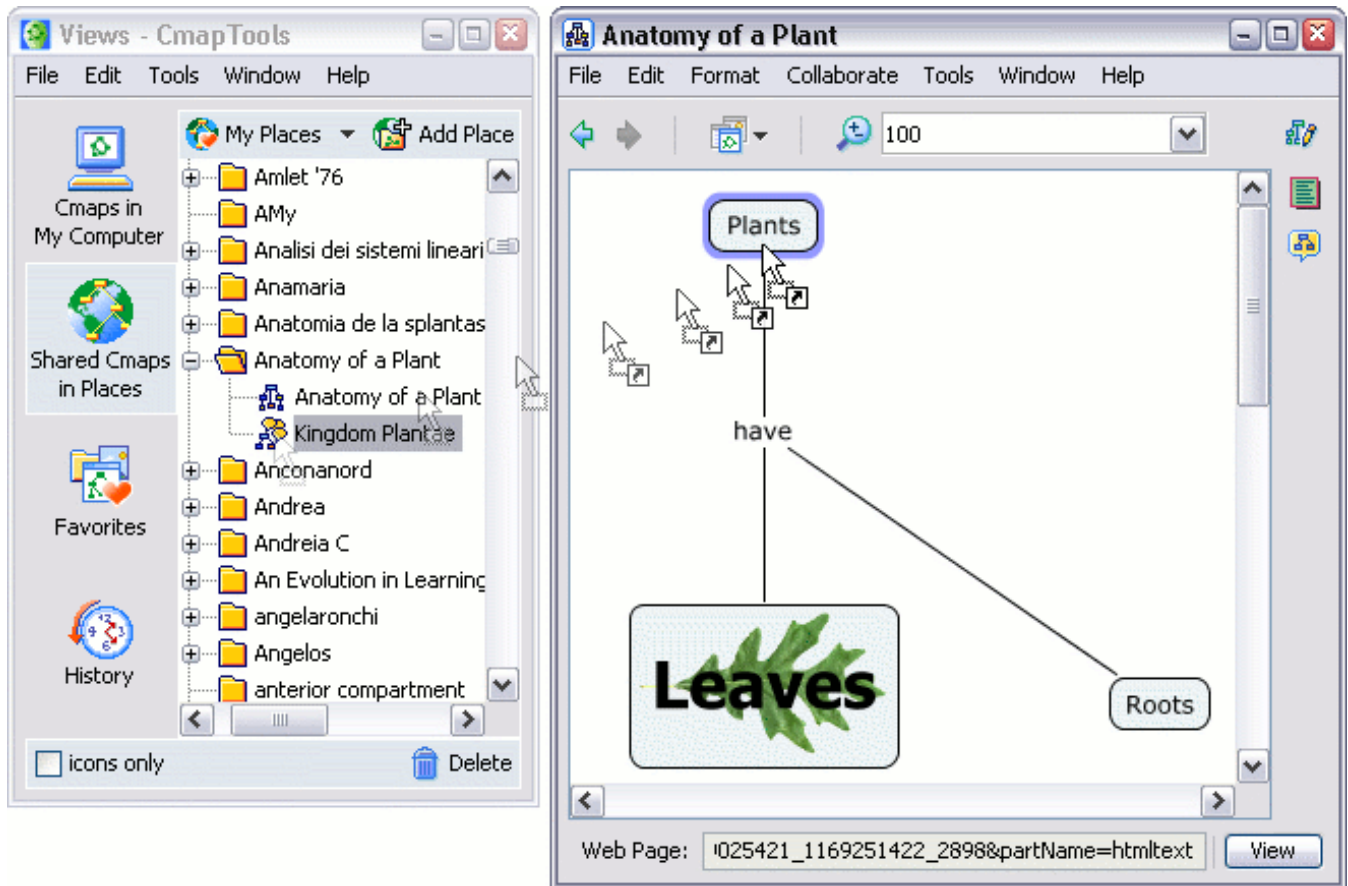 Views - CmapTools
File Edit Tools Window Help
My Places Add Place
Cmaps in
My Computer
Shared Cmaps
in Places
Favorites
History
Amlet '76
AMy
Analisi dei sistemi lineari
Anamaria
Anatomia de la splantas
Anatomy of a Plant
Anatomy of a Plant
Kingdom Plantae
Anconanord
Andrea
Andreia C
An Evolution in Learning
angelaronchi
Angelos
anterior compartment
icons only
Delete
Anatomy of a Plant
File Edit Format Collaborate Tools Window Help
100
Plants
have
Leaves
Roots
Web Page: 025421_1169251422_2898&partName=htmltext View